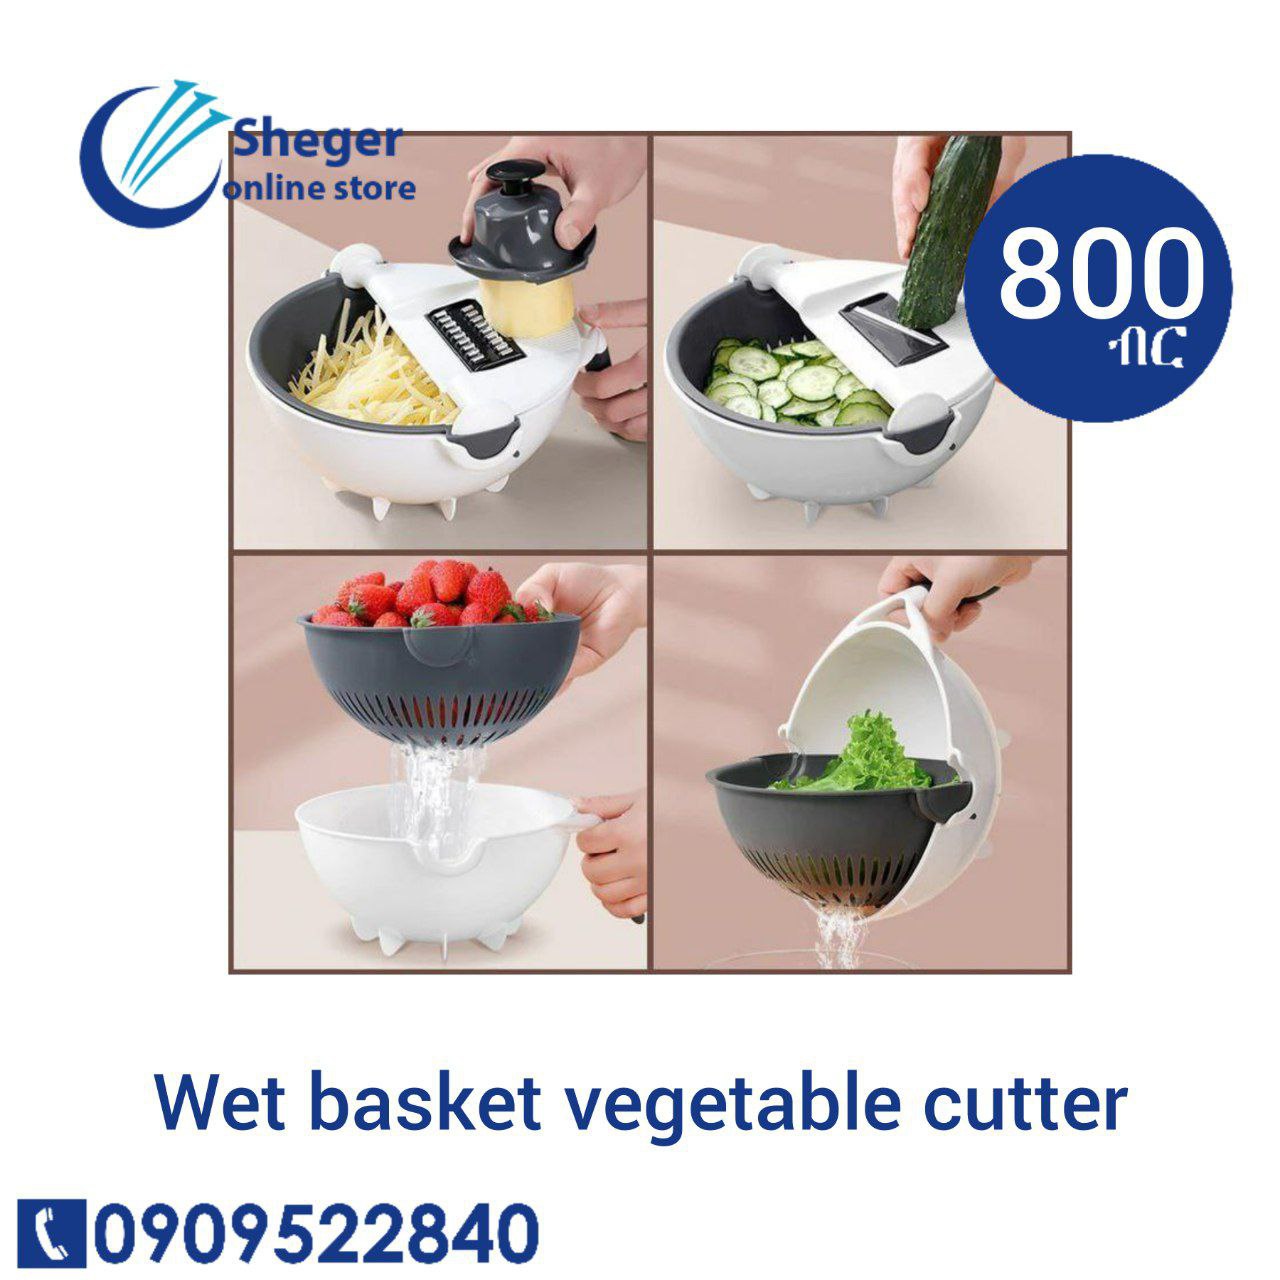 Sheger
online store
800
ብር
Wet basket vegetable cutter
0909522840